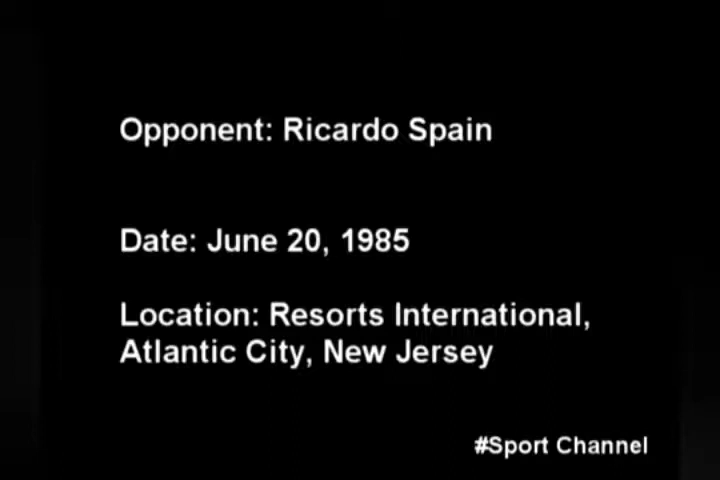 Opponent: Ricardo Spain
Date: June 20, 1985
Location: Resorts International,
Atlantic City, New Jersey
#Sport Channel